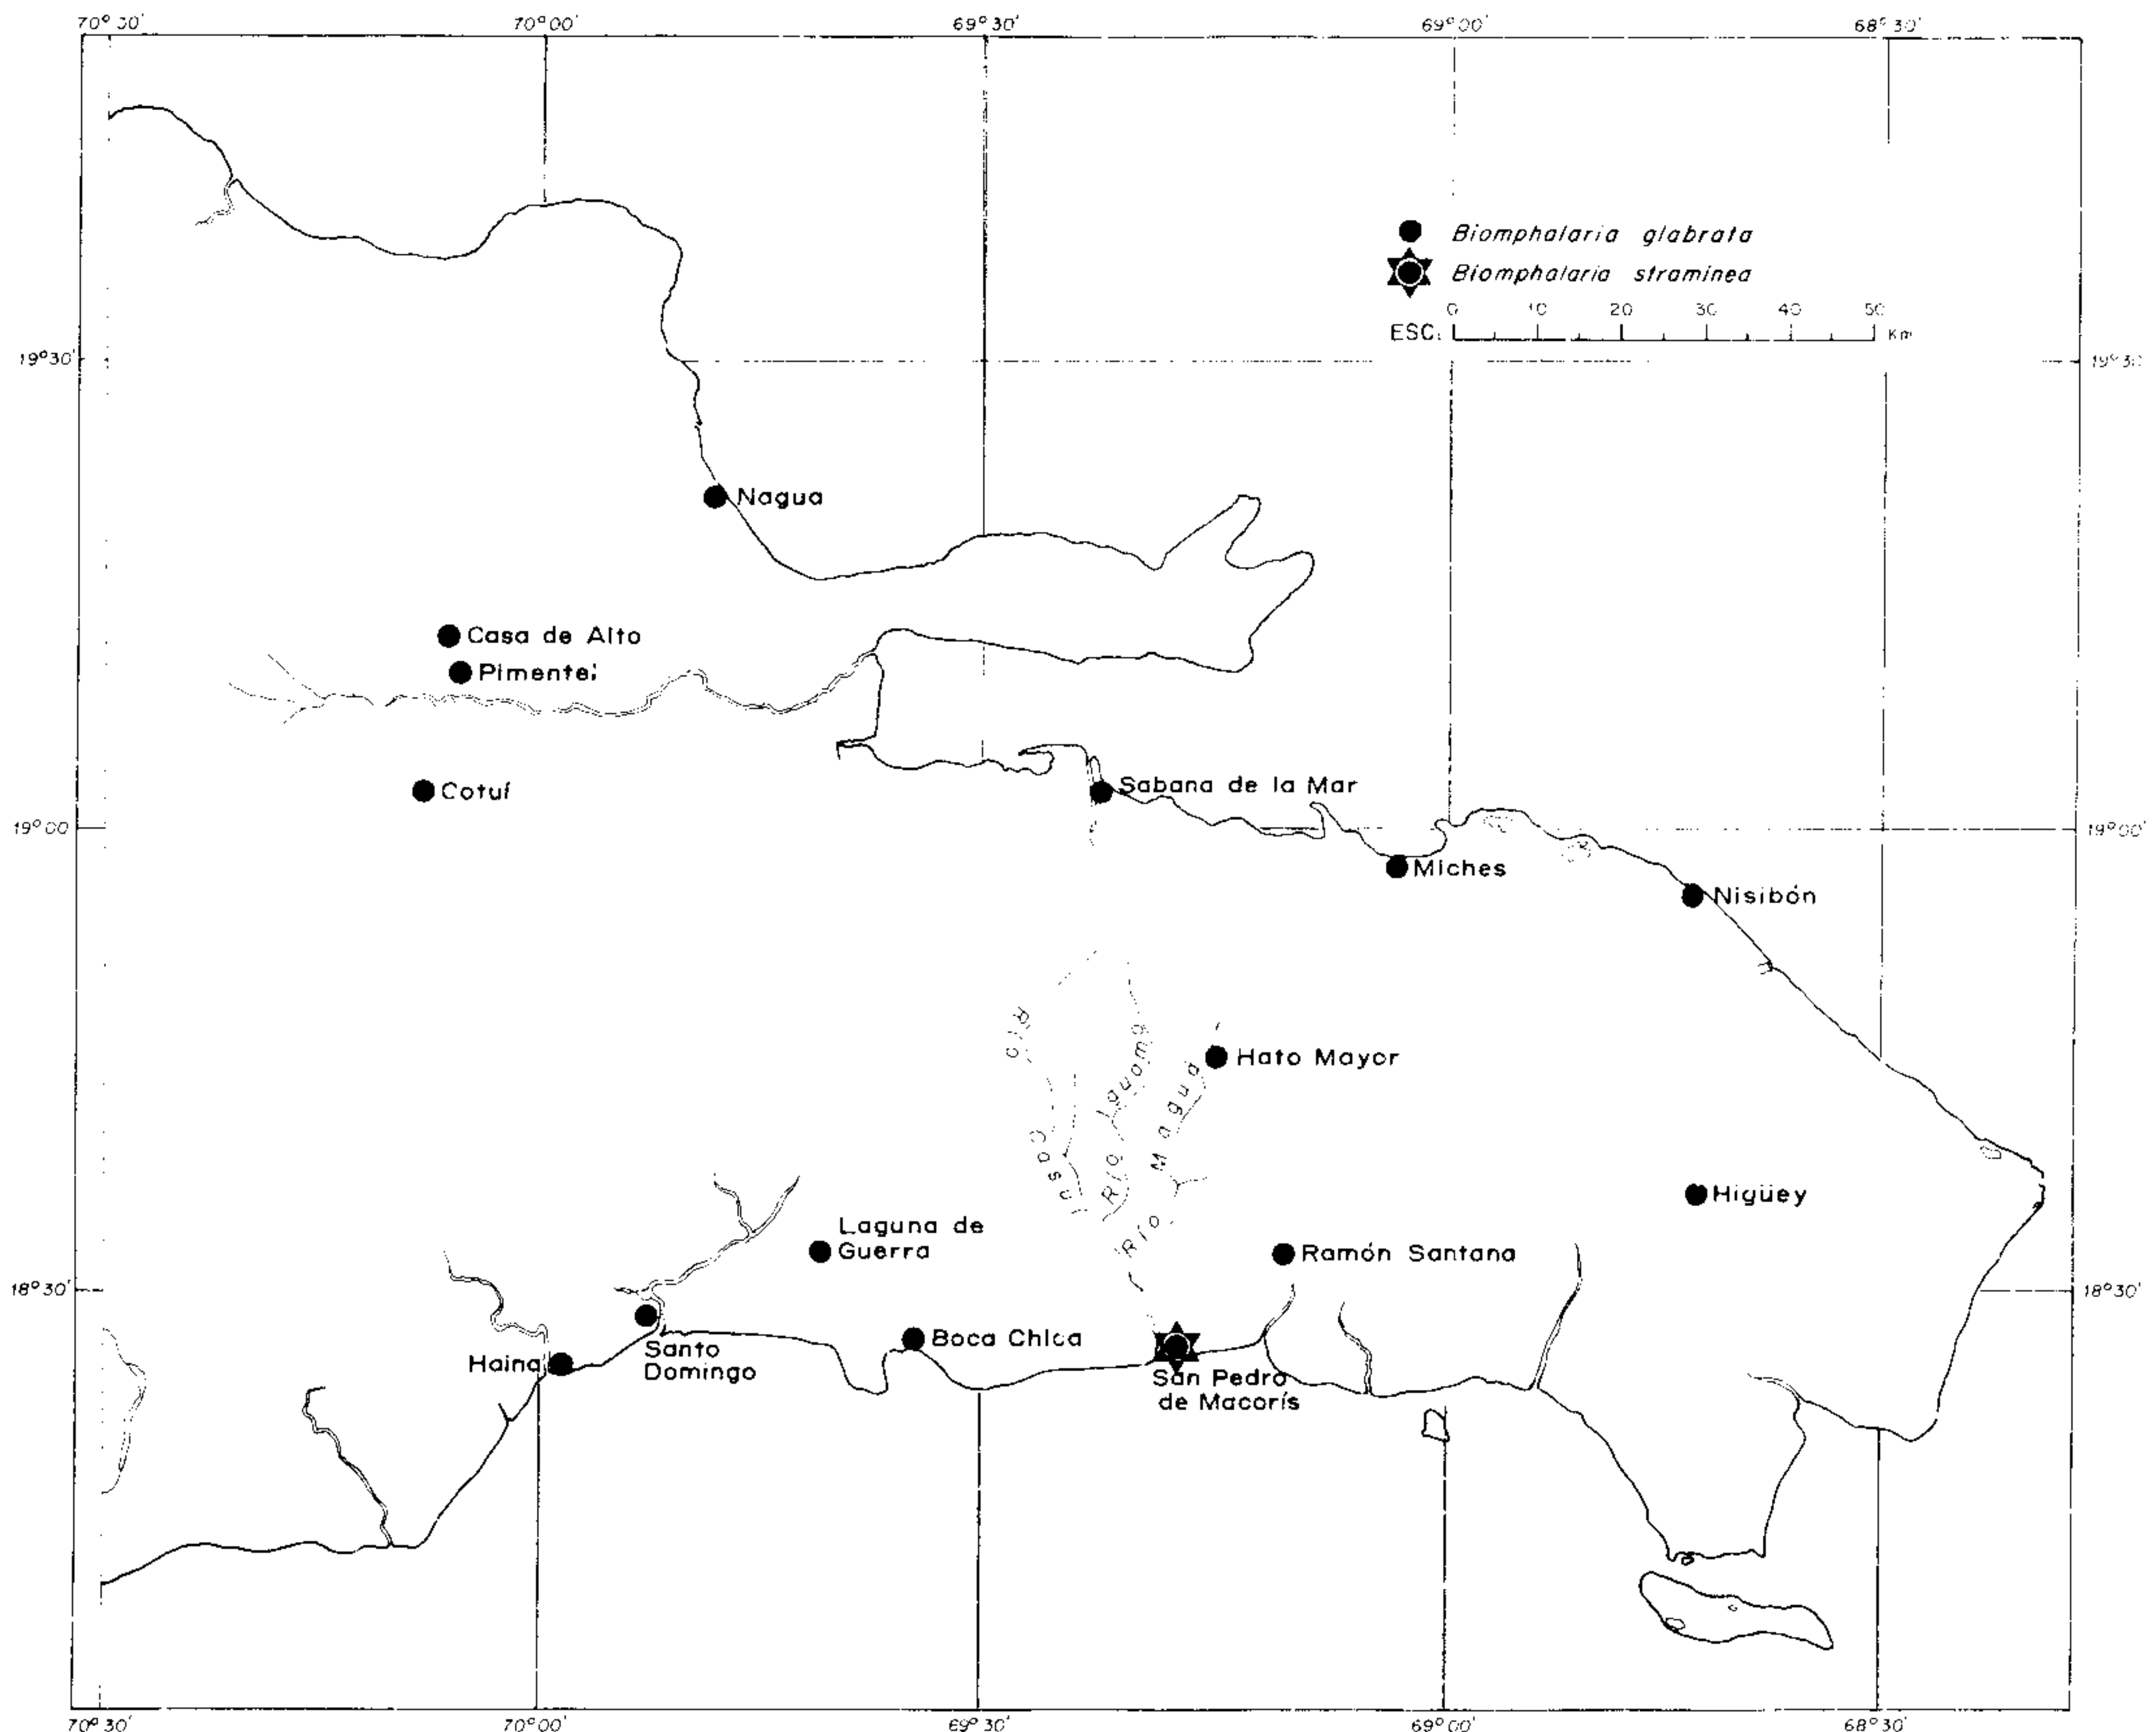 70° 30' 70° 00' 69° 30' 69° 00' 68° 30'
Biomphalaria glabrata
Biomphalaria straminea
0 10 20 30 40 50
ESC: Km
19° 30' 19° 30'
Nagua
Casa de Alto
Pimentel
Cotuí
Sabana de la Mar
19° 00 19° 00'
Miches
Nisibón
Río Casuí
Río Iguamo
Río Magua
Hato Mayor
Higüey
Laguna de
Guerra
Ramón Santana
18° 30' 18° 30'
Boca Chica
Santo
Domingo
Haina
San Pedro
de Macorís
70° 30' 70° 00' 69° 30' 69° 00' 68° 30'